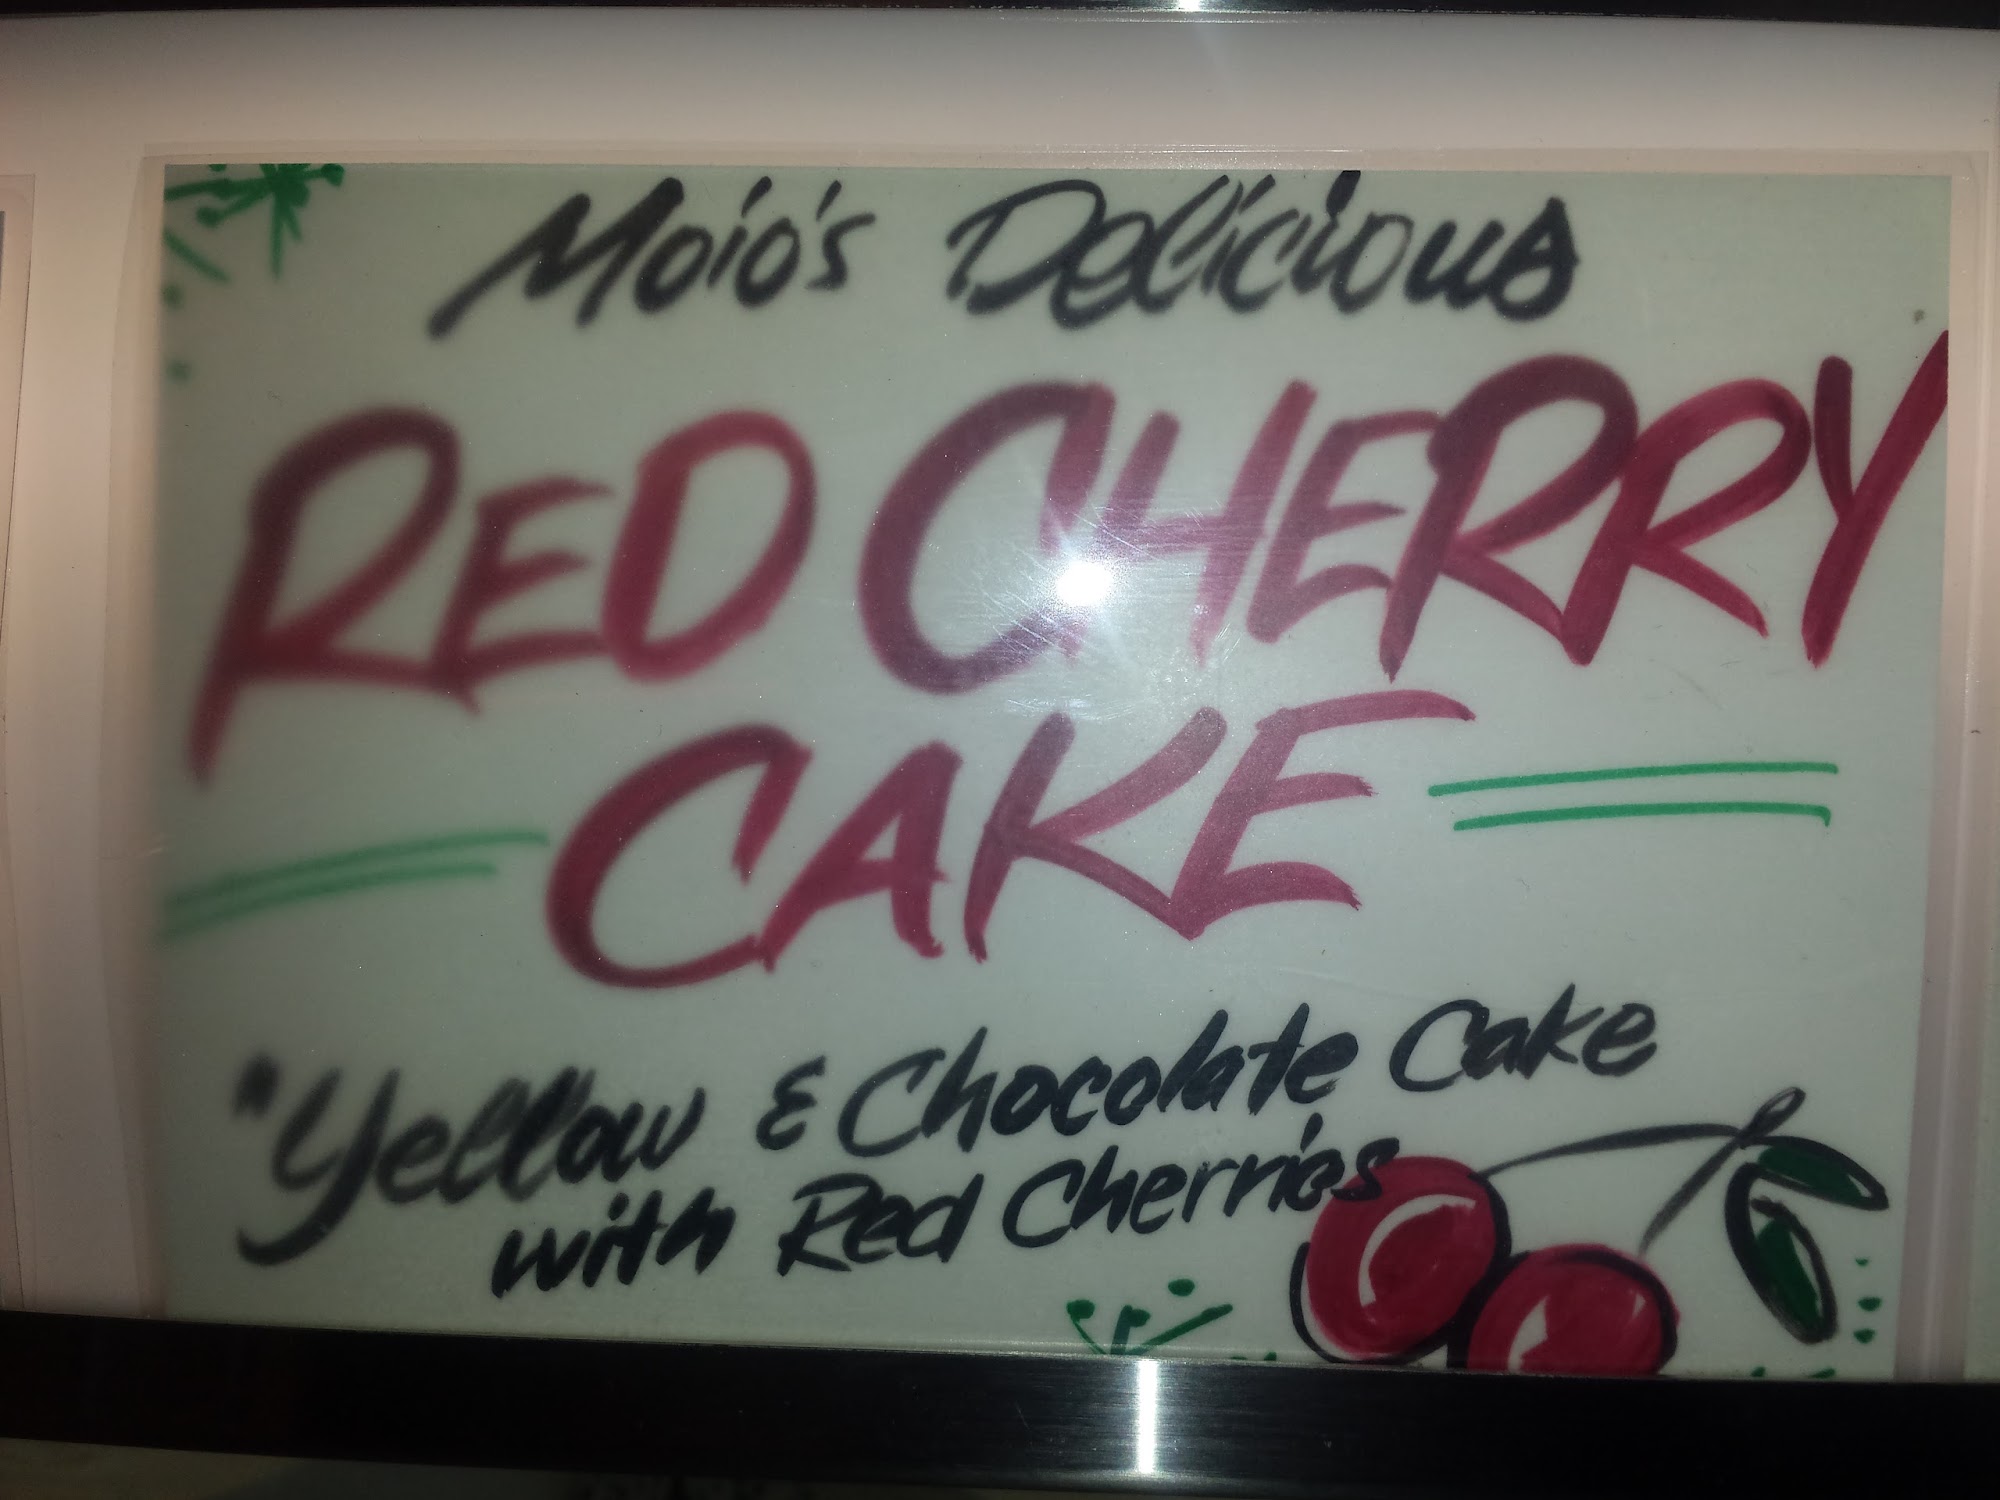 Moio's Delicious
RED CHERRY
CAKE
"Yellow & Chocolate Cake
with Red Cherries